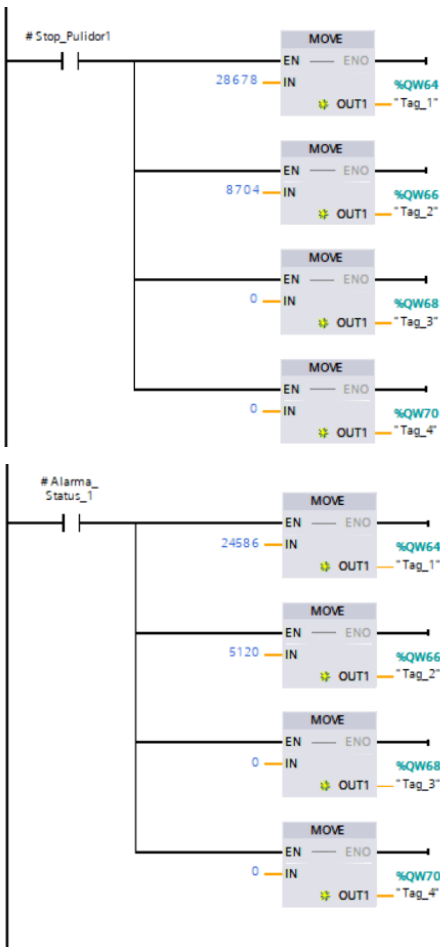 # Stop_Pulidor1
MOVE
EN ENO
28678 IN
%QW64
OUT1 "Tag_1"
MOVE
EN ENO
8704 IN
%QW66
OUT1 "Tag_2"
MOVE
EN ENO
0 IN
%QW68
OUT1 "Tag_3"
MOVE
EN ENO
0 IN
%QW70
OUT1 "Tag_4"
# Alarma_
Status_1
MOVE
EN ENO
24586 IN
%QW64
OUT1 "Tag_1"
MOVE
EN ENO
5120 IN
%QW66
OUT1 "Tag_2"
MOVE
EN ENO
0 IN
%QW68
OUT1 "Tag_3"
MOVE
EN ENO
0 IN
%QW70
OUT1 "Tag_4"